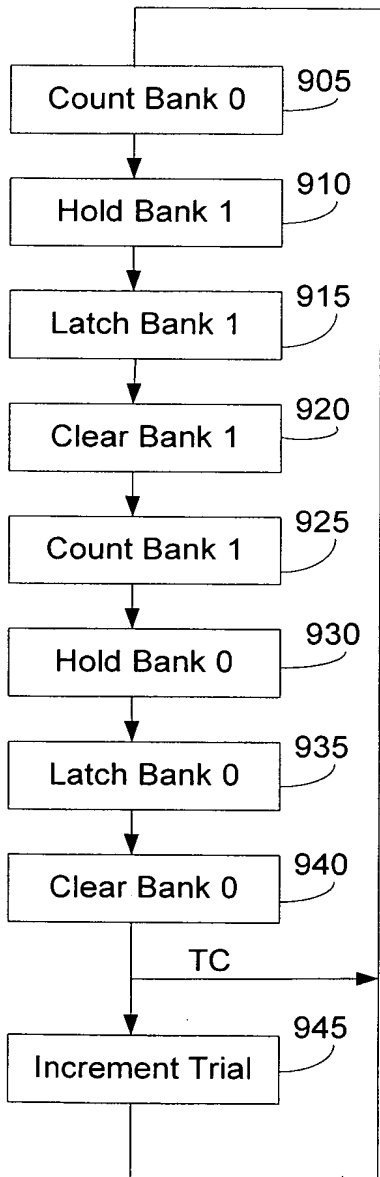 905
Count Bank 0
910
Hold Bank 1
915
Latch Bank 1
920
Clear Bank 1
925
Count Bank 1
930
Hold Bank 0
935
Latch Bank 0
940
Clear Bank 0
TC
945
Increment Trial